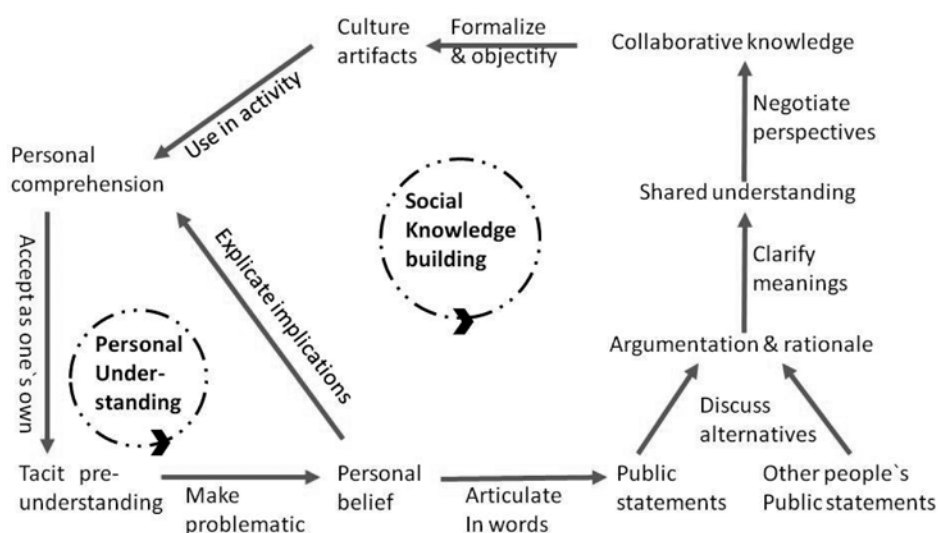 Culture
artifacts
Formalize
& objectify
Collaborative knowledge
Use in activity
Negotiate
perspectives
Personal
comprehension
Social
Knowledge
building
Shared understanding
Accept as one`s own
Explicate implications
Clarify
meanings
Personal
Under-
standing
Argumentation & rationale
Discuss
alternatives
Tacit pre-
understanding
Make
problematic
Personal
belief
Articulate
In words
Public
statements
Other people`s
Public statements